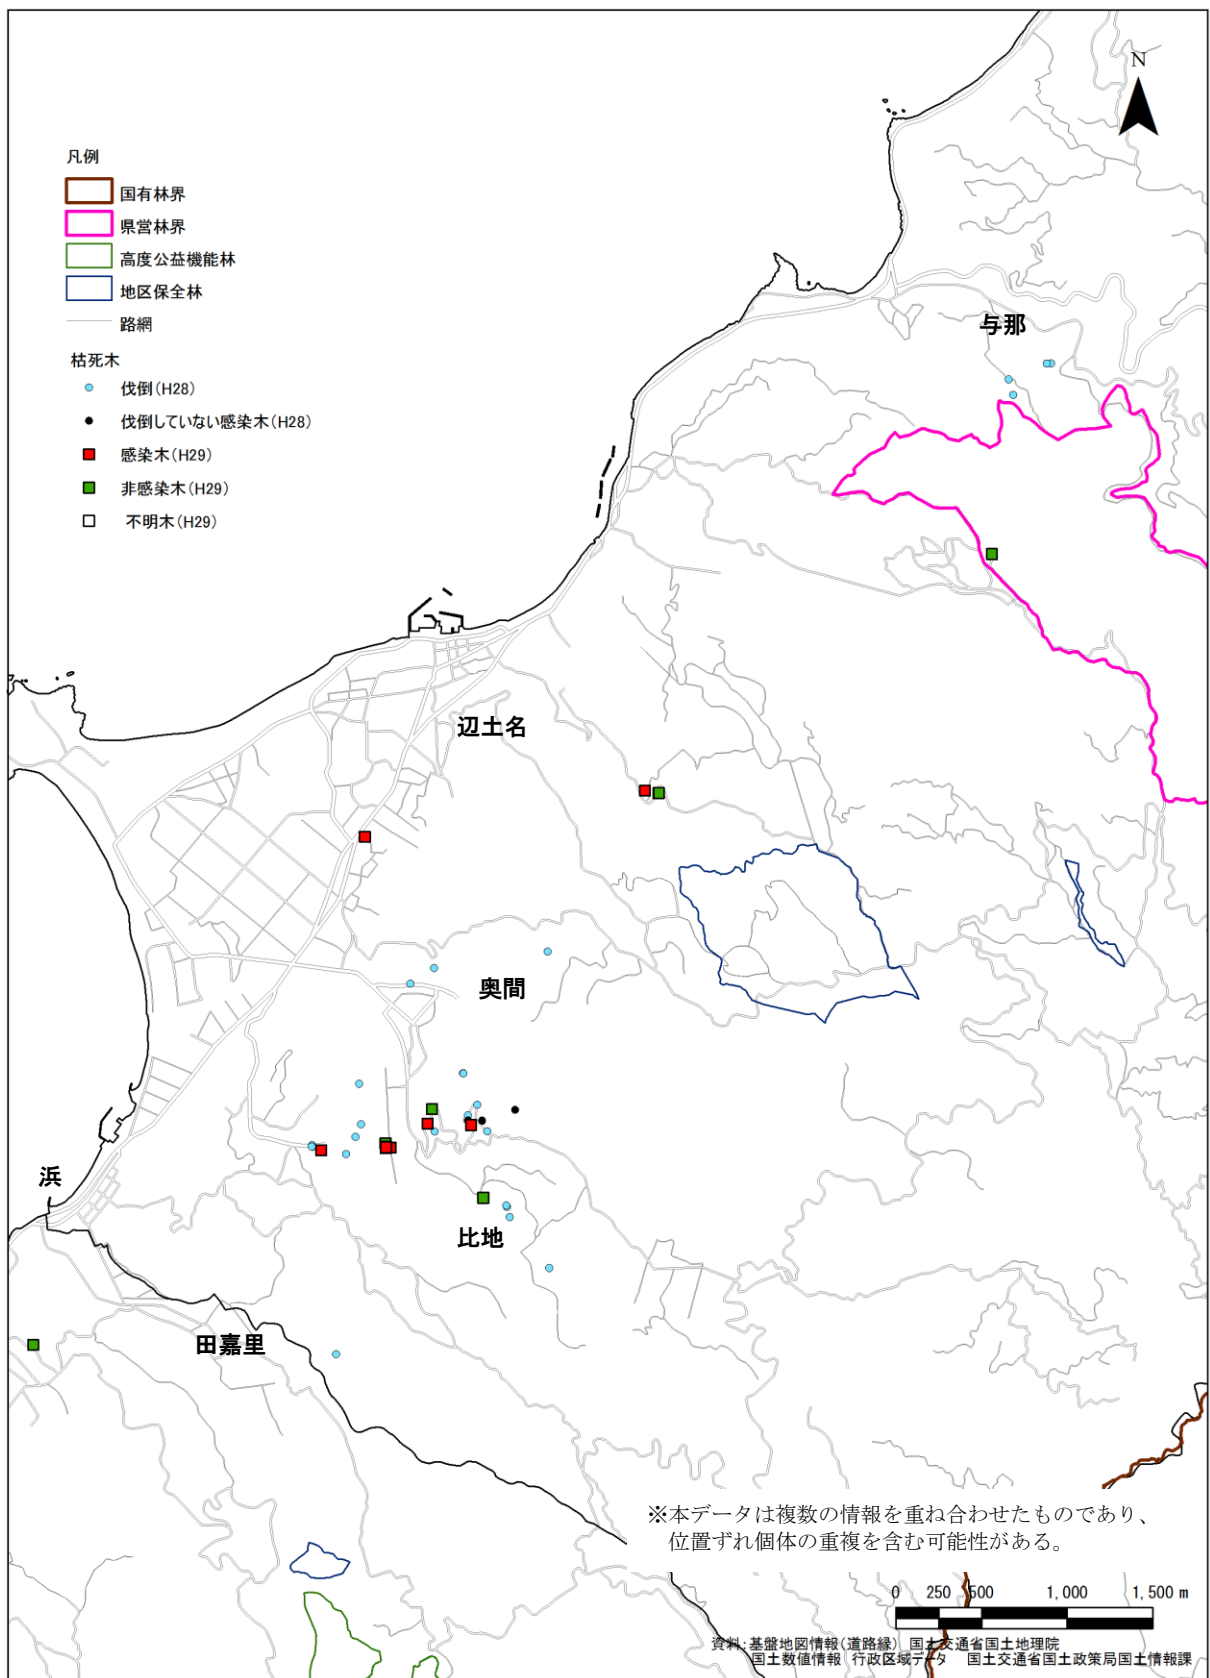 N
凡例
国有林界
県営林界
高度公益機能林
地区保全林
路網
枯死木
伐倒(H28)
伐倒していない感染木(H28)
感染木(H29)
非感染木(H29)
不明木(H29)
与那
辺土名
奥間
浜
比地
田嘉里
※本データは複数の情報を重ね合わせたものであり、
位置ずれ個体の重複を含む可能性がある。
0 250 500 1,000 1,500 m
資料:基盤地図情報(道路縁) 国土交通省国土地理院
国土数値情報 行政区域データ 国土交通省国土政策局国土情報課